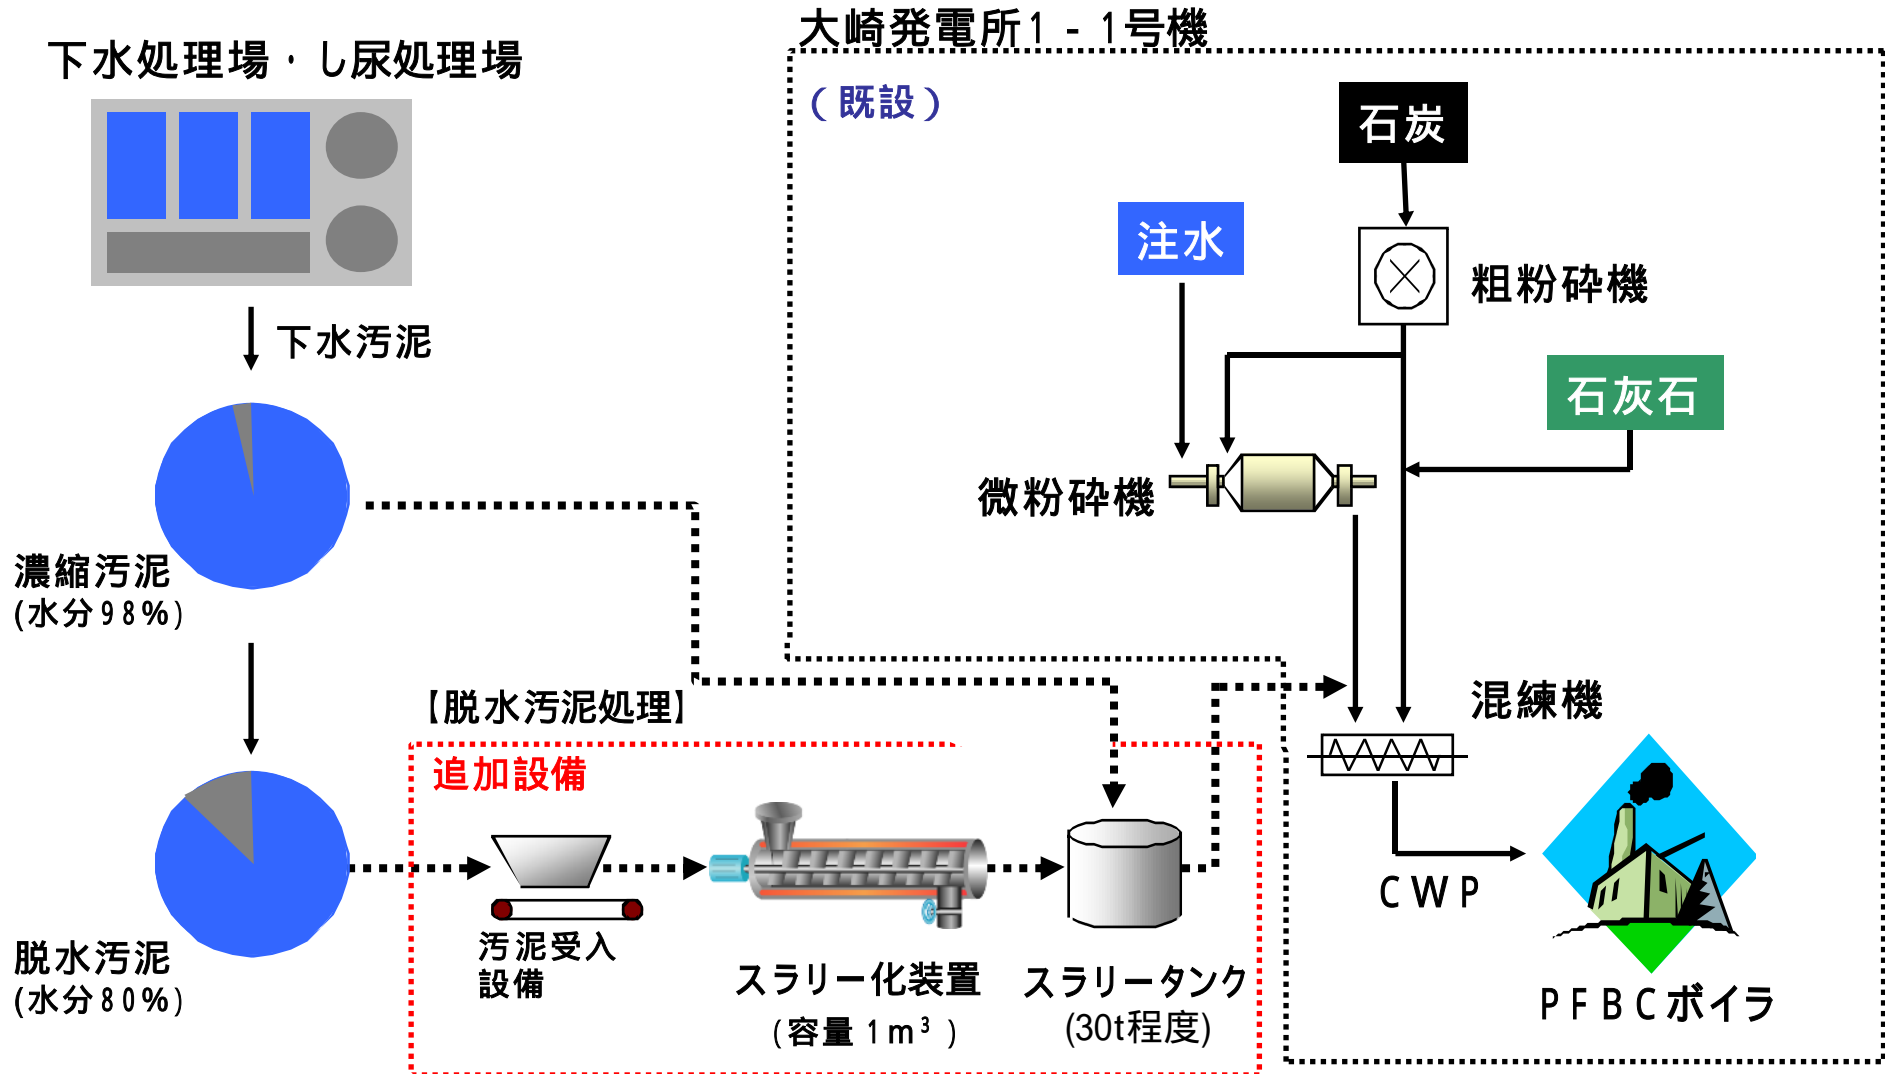 大崎発電所1-1号機
下水処理場・し尿処理場
(既設)
石炭
注水
粗粉砕機
下水汚泥
石灰石
微粉砕機
濃縮汚泥
(水分98%)
混練機
【脱水汚泥処理】
追加設備
CWP
汚泥受入
設備
脱水汚泥
(水分80%)
スラリー化装置
(容量1m³)
スラリータンク
(30t程度)
PFBCボイラ